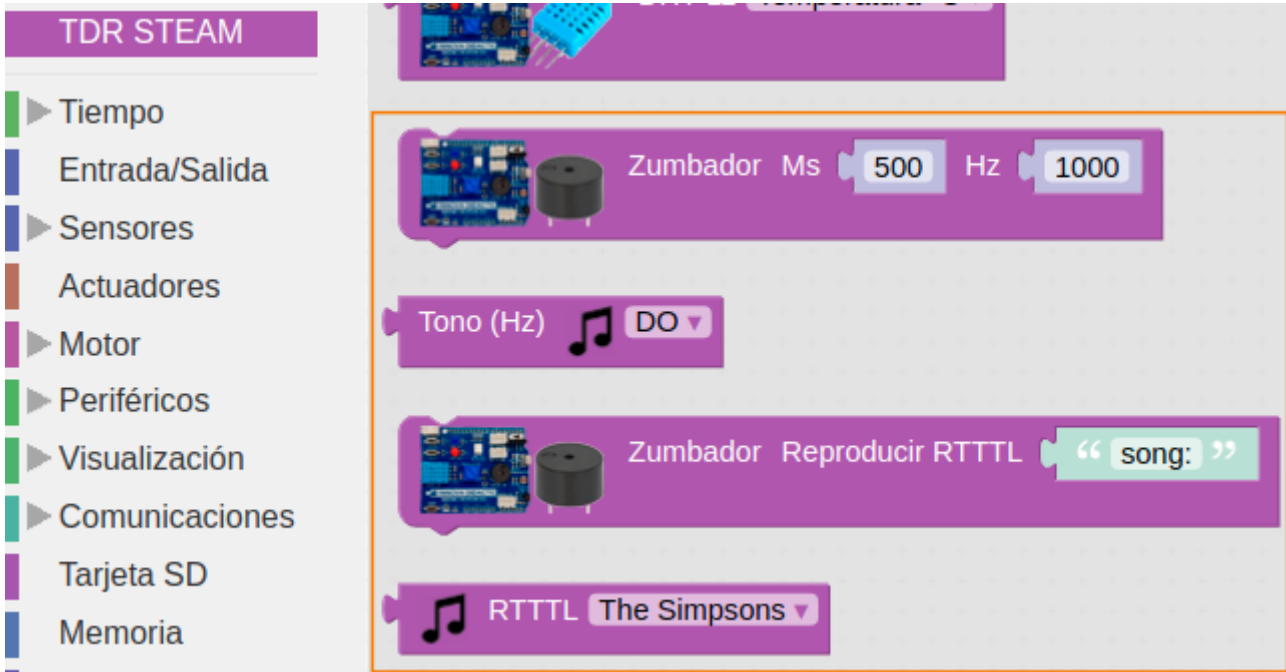 TDR STEAM
Tiempo
Entrada/Salida
Sensores
Actuadores
Motor
Periféricos
Visualización
Comunicaciones
Tarjeta SD
Memoria
Zumbador Ms 500 Hz 1000
Tono (Hz) DO
Zumbador Reproducir RTTTL “ song: ”
RTTTL The Simpsons